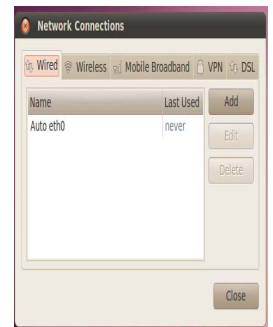 Network Connections
Wired Wireless Mobile Broadband VPN DSL
Name Last Used Add
Auto eth0 never Edit
Delete
Close